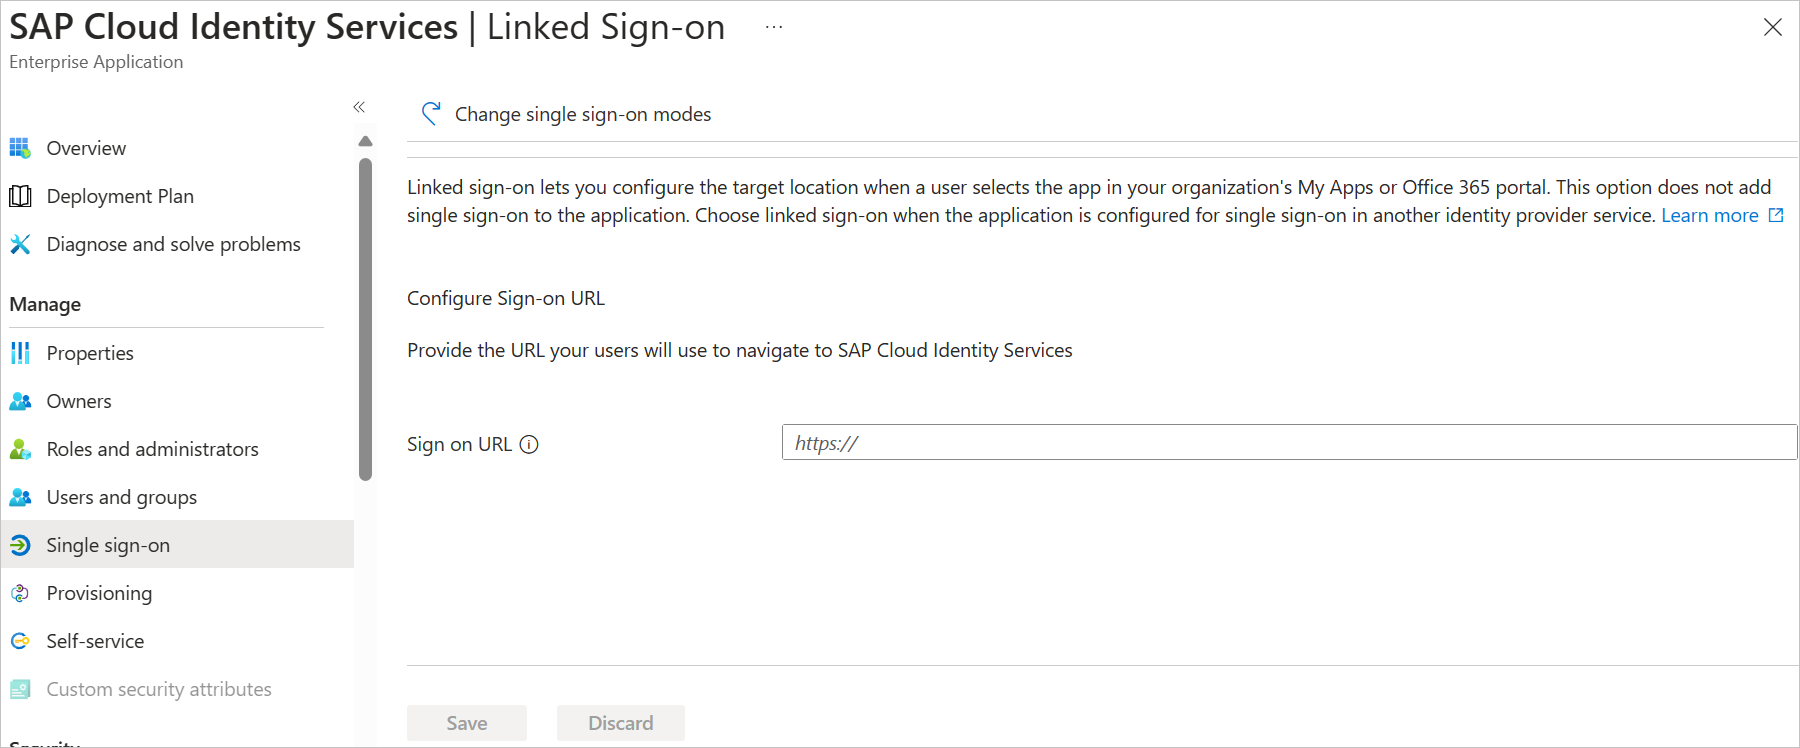 SAP Cloud Identity Services | Linked Sign-on ...
Enterprise Application
Overview
Deployment Plan
Diagnose and solve problems
Manage
Properties
Owners
Roles and administrators
Users and groups
Single sign-on
Provisioning
Self-service
Custom security attributes
Security
Change single sign-on modes
Linked sign-on lets you configure the target location when a user selects the app in your organization's My Apps or Office 365 portal. This option does not add
single sign-on to the application. Choose linked sign-on when the application is configured for single sign-on in another identity provider service. Learn more
Configure Sign-on URL
Provide the URL your users will use to navigate to SAP Cloud Identity Services
Sign on URL
https://
Save Discard